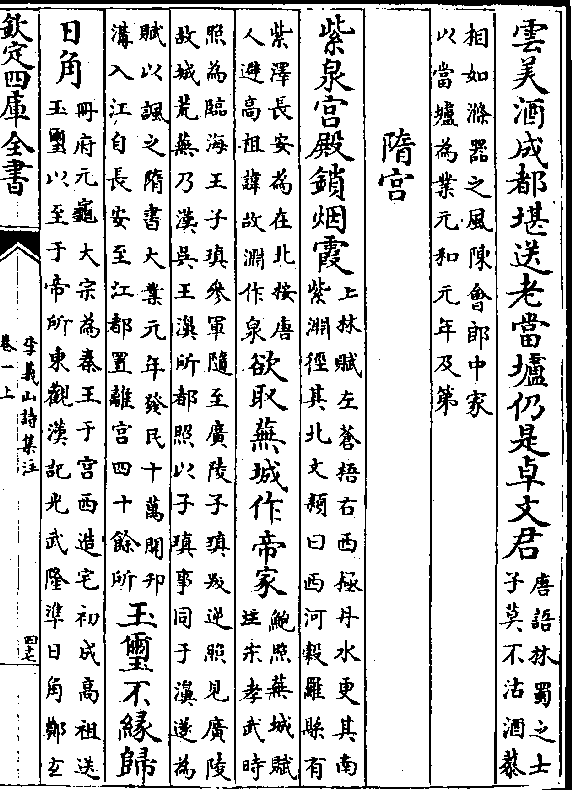 雲美酒成都堪送老當壚仍是卓文君唐語林蜀之士子莫不沽酒慕
相如滌器之風陳會郎中家以當壚為業元和元年及第
隋宮
紫泉宮殿鎖烟霞上林賦左蒼梧右西極丹水更其南紫淵徑其北文穎曰西河穀羅縣有
紫澤長安為在北按唐人避高祖諱故淵作泉欲取蕪城作帝家鮑照蕪城賦註宋孝武時
照為臨海王子瑱參軍隨至廣陵子瑱叛逆照見廣陵故城荒蕪乃漢吳王濞所都照以子瑱事同于濞遂為
賦以諷之隋書大業元年發民十萬開邗溝入江自長安至江都置離宮四十餘所玉璽不緣歸
日角冊府元龜大宗為秦王于宮西造宅初成高祖送玉璽以至于帝所東觀漢記光武隆準日角鄭玄
欽定四庫全書
李義山詩集注
卷一上
四七